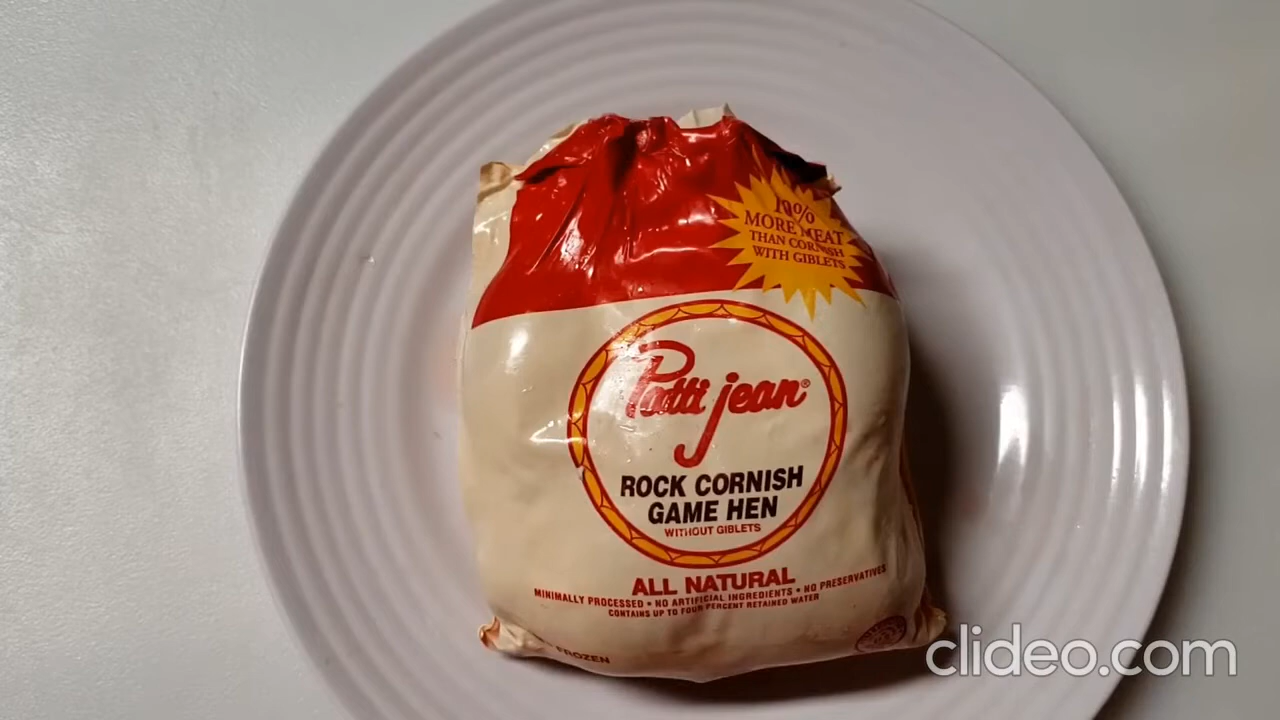 10%
MORE MEAT
THAN CORNISH
WITH GIBLETS
Patti jean®
ROCK CORNISH
GAME HEN
WITHOUT GIBLETS
ALL NATURAL
MINIMALLY PROCESSED • NO ARTIFICIAL INGREDIENTS • NO PRESERVATIVES
CONTAINS UP TO FOUR PERCENT RETAINED WATER
FROZEN
clideo.com